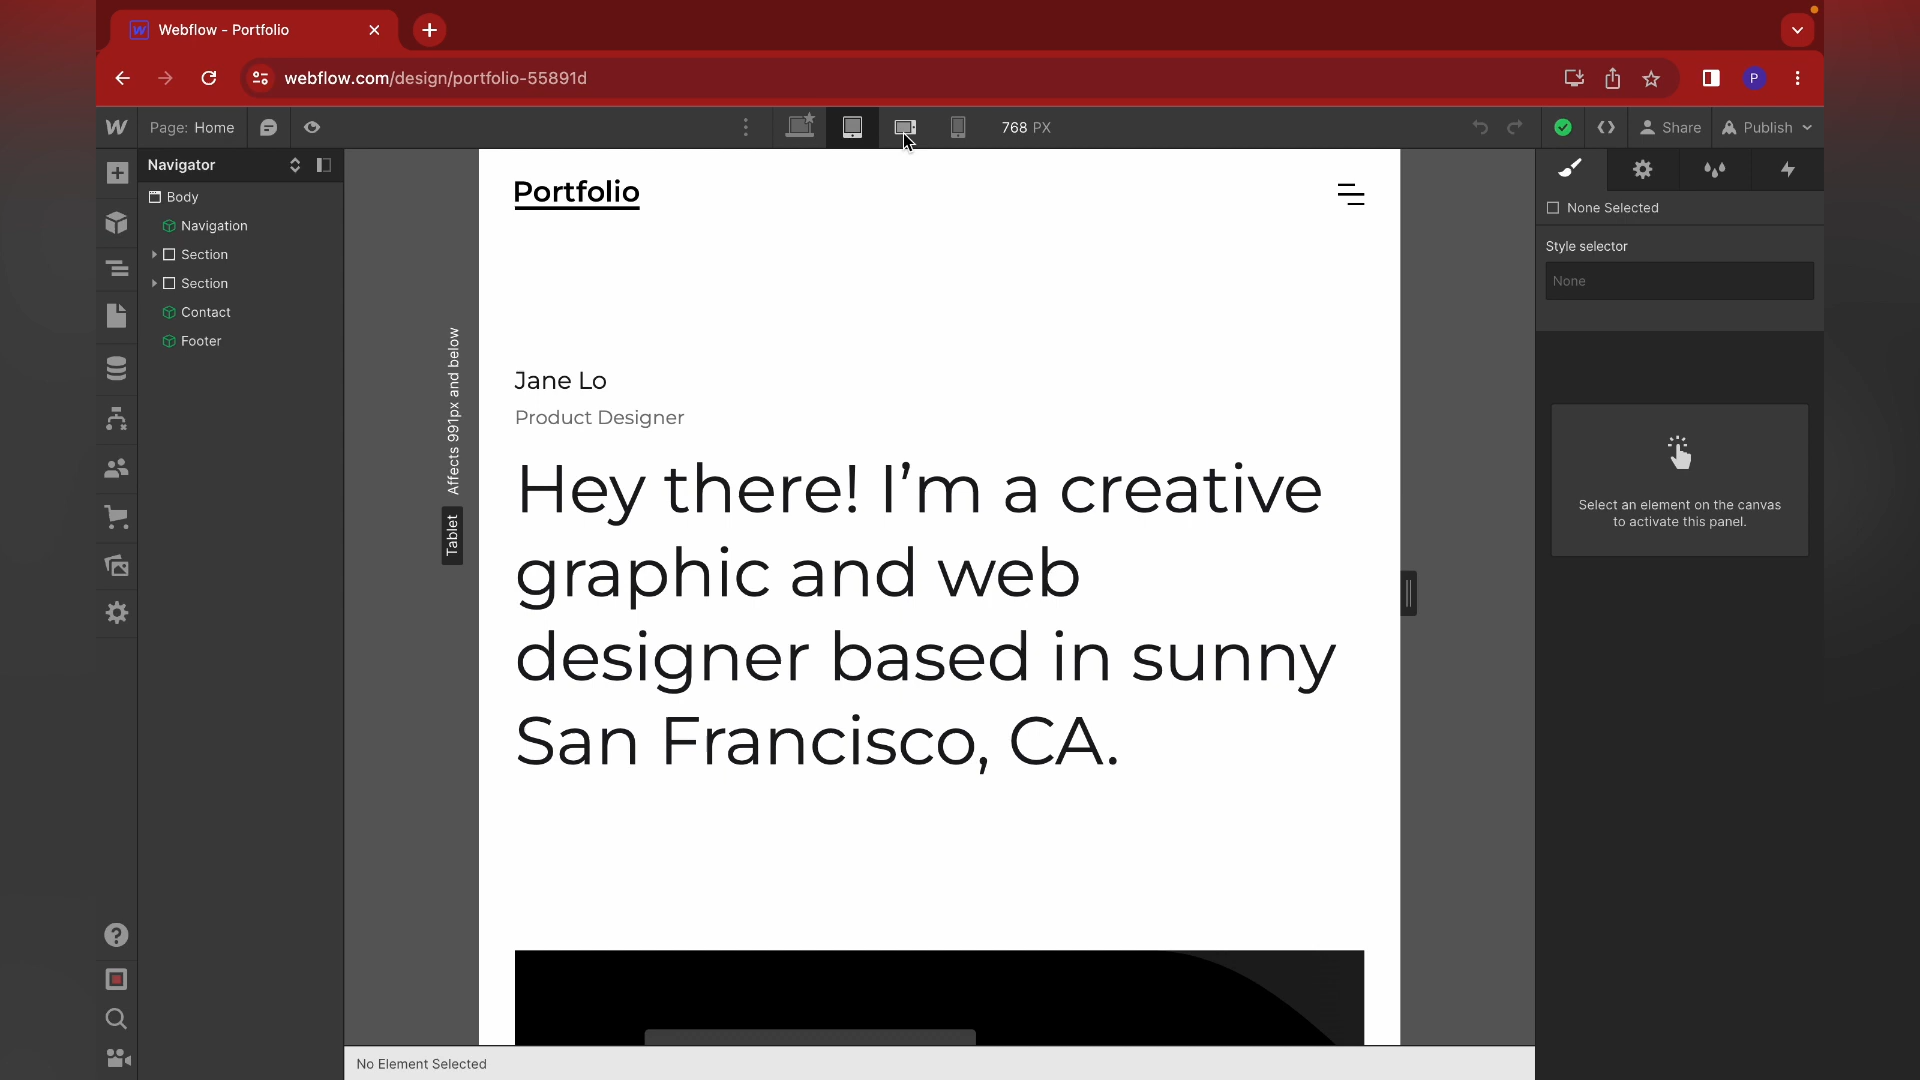 Webflow - Portfolio
webflow.com/design/portfolio-55891d
P
Page: Home
768 PX
Share
Publish
Navigator
Body
Navigation
Section
Section
Contact
Footer
Affects 991px and below
Tablet
Portfolio
Jane Lo
Product Designer
Hey there! I’m a creative
graphic and web
designer based in sunny
San Francisco, CA.
None Selected
Style selector
None
Select an element on the canvas
to activate this panel.
No Element Selected